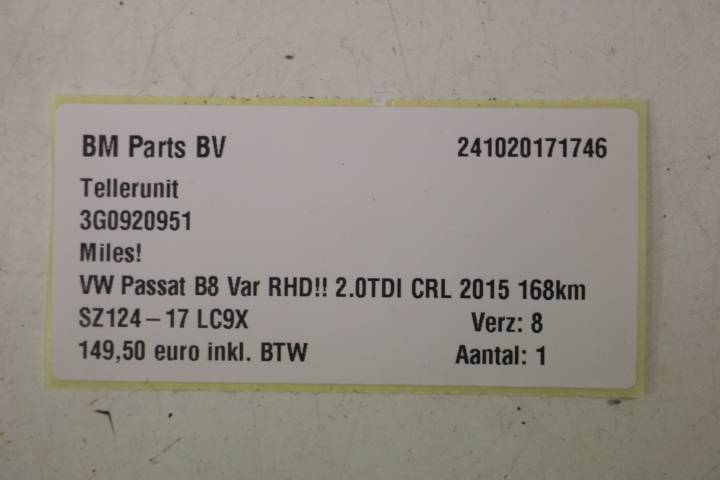 BM Parts BV 241020171746
Tellerunit
3G0920951
Miles!
VW Passat B8 Var RHD!! 2.0TDI CRL 2015 168km
SZ124-17 LC9X Verz: 8
149,50 euro inkl. BTW Aantal: 1